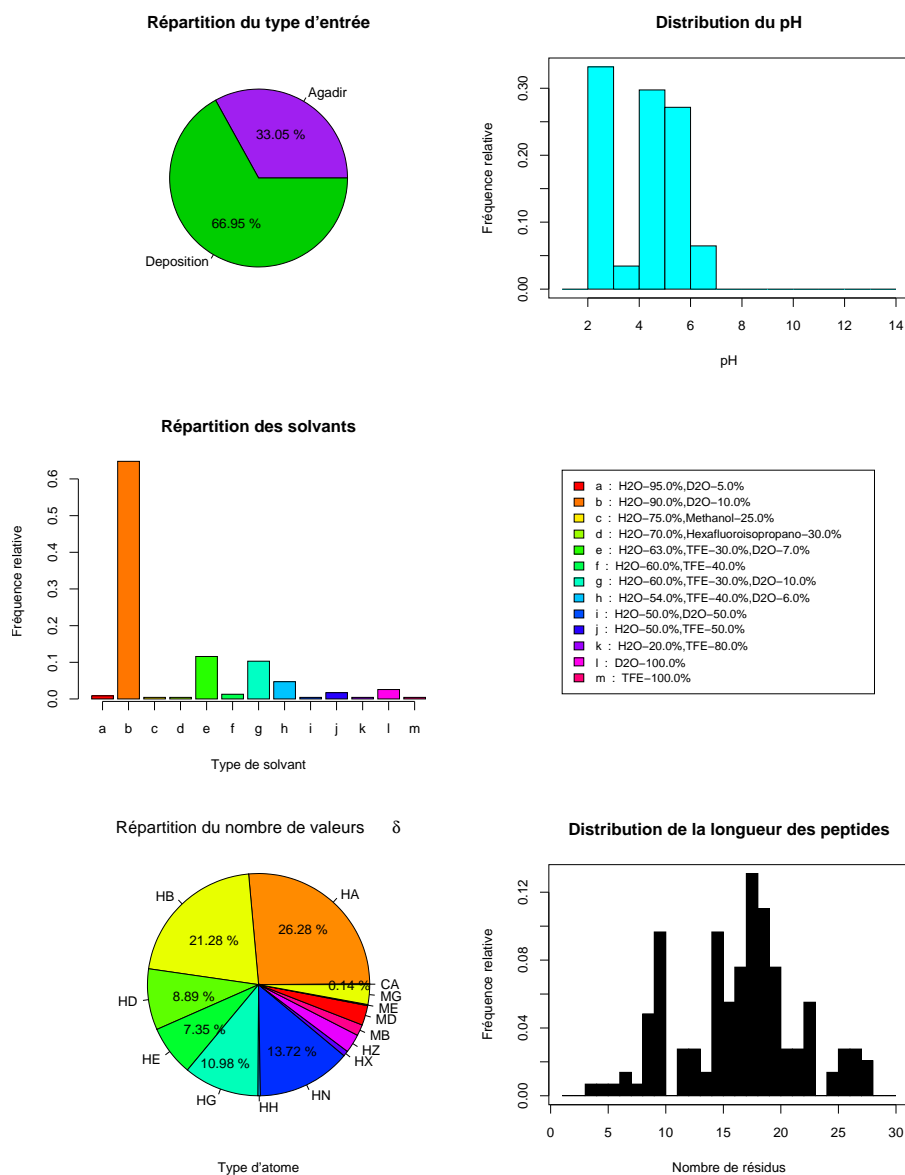 Répartition du type d'entrée
Agadir
33.05 %
66.95 %
Deposition
Distribution du pH
Fréquence relative
0.00
0.10
0.20
0.30
2
4
6
8
10
12
14
pH
Répartition des solvants
Fréquence relative
0.0
0.1
0.2
0.3
0.4
0.5
0.6
a b c d e f g h i j k l m
Type de solvant
a : H2O−95.0%,D2O−5.0%
b : H2O−90.0%,D2O−10.0%
c : H2O−75.0%,Methanol−25.0%
d : H2O−70.0%,Hexafluoroisopropano−30.0%
e : H2O−63.0%,TFE−30.0%,D2O−7.0%
f : H2O−60.0%,TFE−40.0%
g : H2O−60.0%,TFE−30.0%,D2O−10.0%
h : H2O−54.0%,TFE−40.0%,D2O−6.0%
i : H2O−50.0%,D2O−50.0%
j : H2O−50.0%,TFE−50.0%
k : H2O−20.0%,TFE−80.0%
l : D2O−100.0%
m : TFE−100.0%
Répartition du nombre de valeurs δ
HA
26.28 %
HB
21.28 %
HD
8.89 %
HE
7.35 %
HG
10.98 %
HH
HN
13.72 %
HX
HZ
MB
MD
ME
MG
CA
0.14 %
Type d'atome
Distribution de la longueur des peptides
Fréquence relative
0.00
0.04
0.08
0.12
0
5
10
15
20
25
30
Nombre de résidus